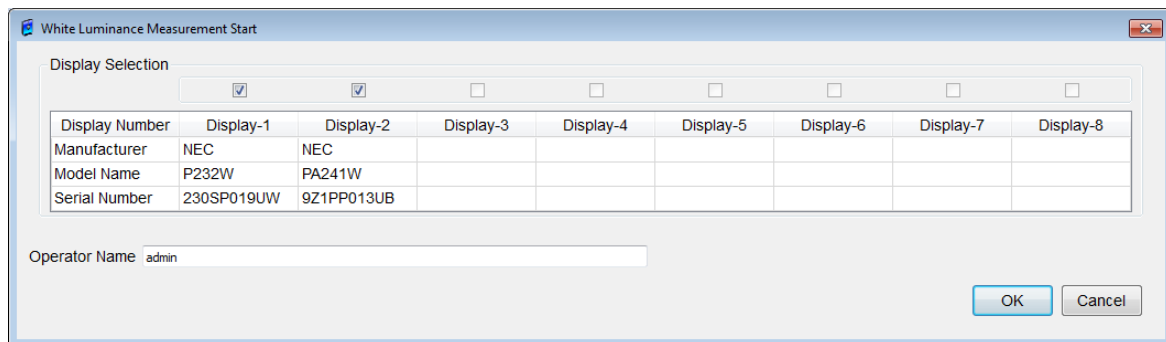 White Luminance Measurement Start
Display Selection
Display Number Display-1 Display-2 Display-3 Display-4 Display-5 Display-6 Display-7 Display-8
Manufacturer NEC NEC
Model Name P232W PA241W
Serial Number 230SP019UW 9Z1PP013UB
Operator Name admin
OK Cancel